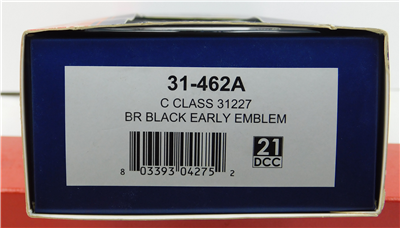 31-462A
C CLASS 31227
BR BLACK EARLY EMBLEM
21
DCC
8 03393 04275 2